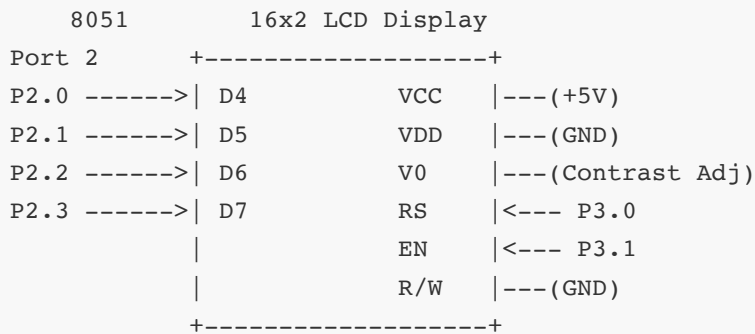 8051        16x2 LCD Display
Port 2      +-------------------+
P2.0 ------>| D4          VCC   |---(+5V)
P2.1 ------>| D5          VDD   |---(GND)
P2.2 ------>| D6          V0    |---(Contrast Adj)
P2.3 ------>| D7          RS    |<--- P3.0
            |             EN    |<--- P3.1
            |             R/W   |---(GND)
            +-------------------+